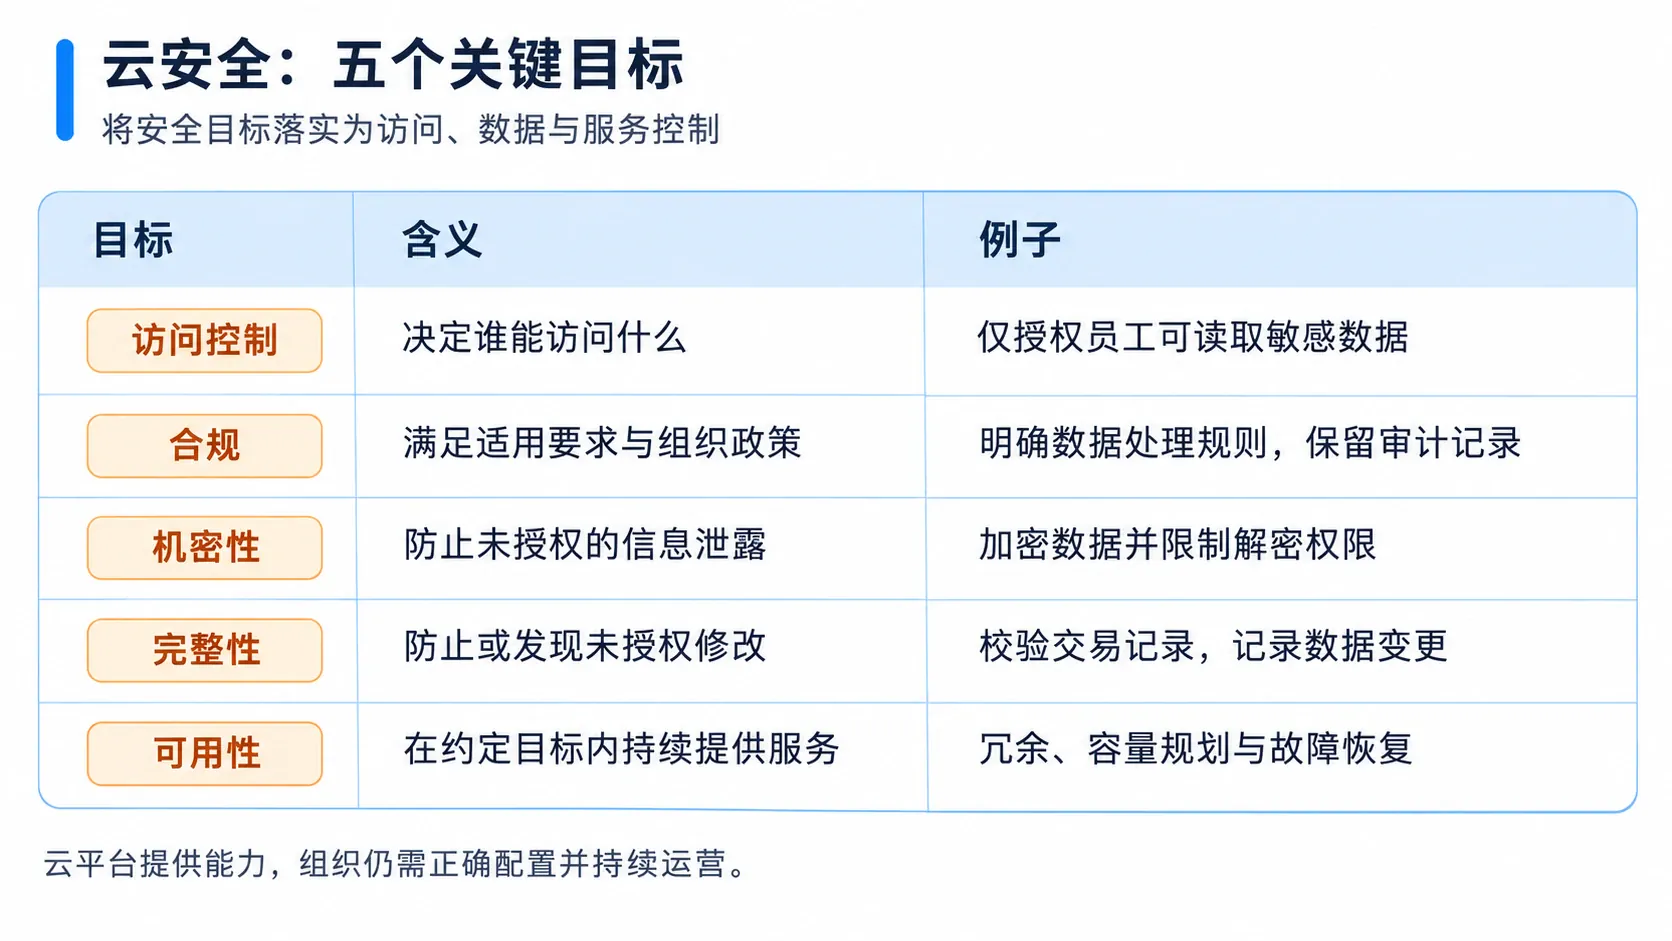 云安全：五个关键目标
将安全目标落实为访问、数据与服务控制
目标 含义 例子
访问控制 决定谁能访问什么 仅授权员工可读取敏感数据
合规 满足适用要求与组织政策 明确数据处理规则，保留审计记录
机密性 防止未授权的信息泄露 加密数据并限制解密权限
完整性 防止或发现未授权修改 校验交易记录，记录数据变更
可用性 在约定目标内持续提供服务 冗余、容量规划与故障恢复
云平台提供能力，组织仍需正确配置并持续运营。